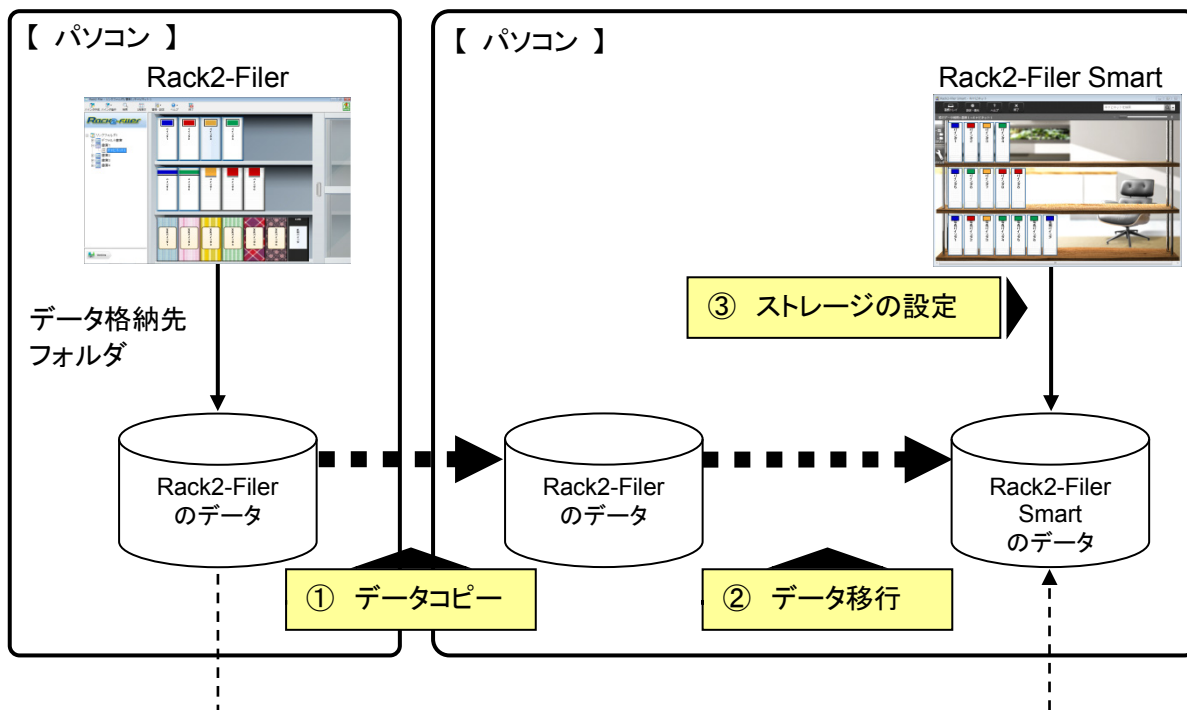 【 パソコン 】
Rack2-Filer
データ格納先
フォルダ
Rack2-Filer
のデータ
① データコピー
【 パソコン 】
Rack2-Filer Smart
③ ストレージの設定
Rack2-Filer
のデータ
② データ移行
Rack2-Filer
Smart
のデータ